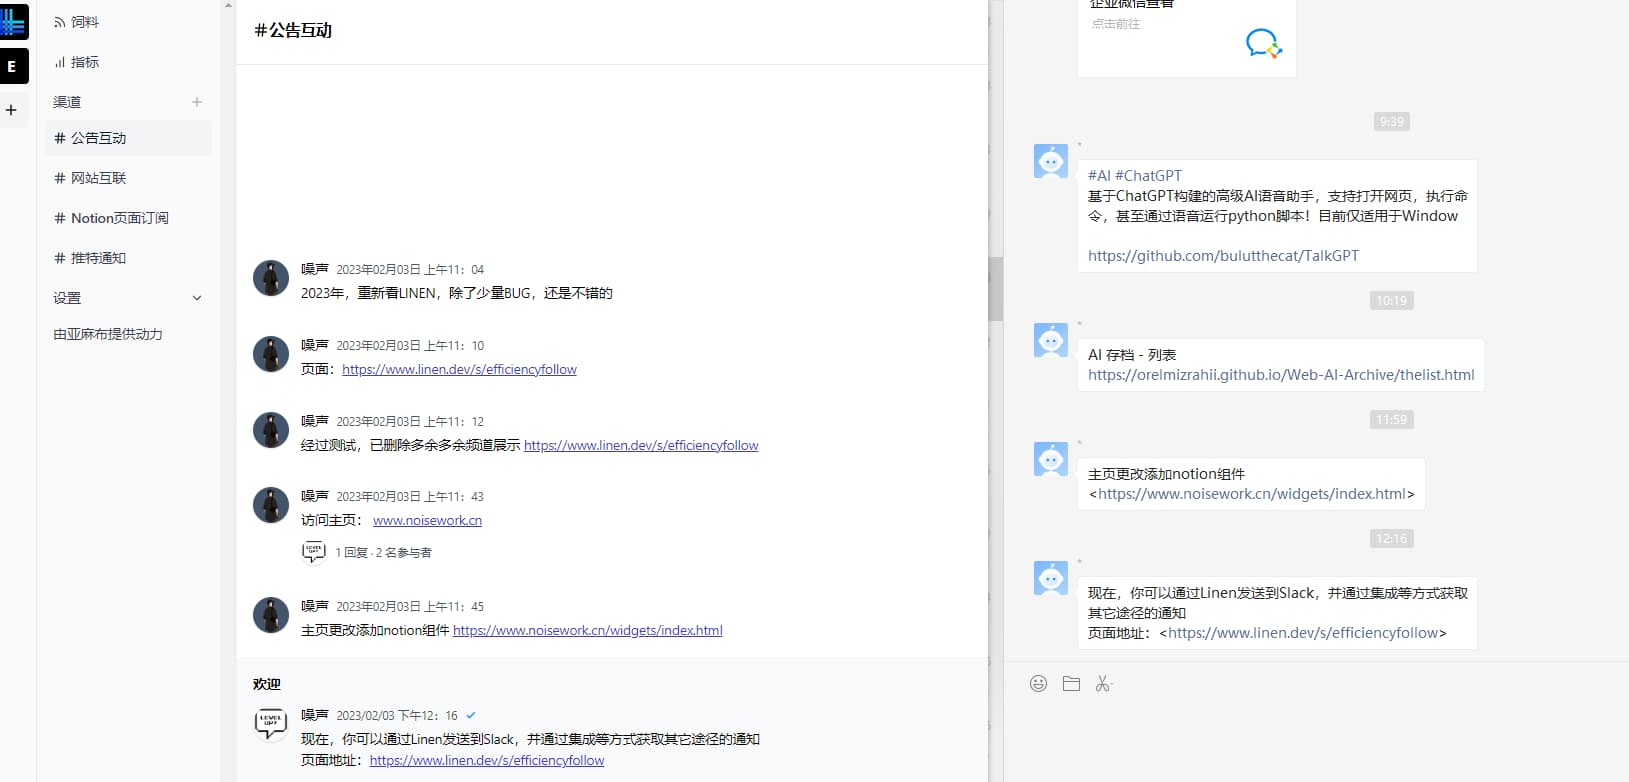 饲料
E
指标
渠道
公告互动
网站互联
Notion页面订阅
推特通知
设置
由亚麻布提供动力
#公告互动
噪声 2023年02月03日 上午11：04
2023年，重新看LINEN，除了少量BUG，还是不错的
噪声 2023年02月03日 上午11：10
页面：https://www.linen.dev/s/efficiencyfollow
噪声 2023年02月03日 上午11：12
经过测试，已删除多余多余频道展示 https://www.linen.dev/s/efficiencyfollow
噪声 2023年02月03日 上午11：43
访问主页： www.noisework.cn
LEVEL UP!
1 回复 · 2 名参与者
噪声 2023年02月03日 上午11：45
主页更改添加notion组件 https://www.noisework.cn/widgets/index.html
欢迎
LEVEL UP!
噪声 2023/02/03 下午12：16
现在，你可以通过Linen发送到Slack，并通过集成等方式获取其它途径的通知
页面地址：https://www.linen.dev/s/efficiencyfollow
企业微信查看
点击前往
9:39
#AI #ChatGPT
基于ChatGPT构建的高级AI语音助手，支持打开网页，执行命
令，甚至通过语音运行python脚本！目前仅适用于Window
https://github.com/bulutthecat/TalkGPT
10:19
AI 存档 - 列表
https://orelmizrahii.github.io/Web-AI-Archive/thelist.html
11:59
主页更改添加notion组件
<https://www.noisework.cn/widgets/index.html>
12:16
现在，你可以通过Linen发送到Slack，并通过集成等方式获取
其它途径的通知
页面地址：<https://www.linen.dev/s/efficiencyfollow>